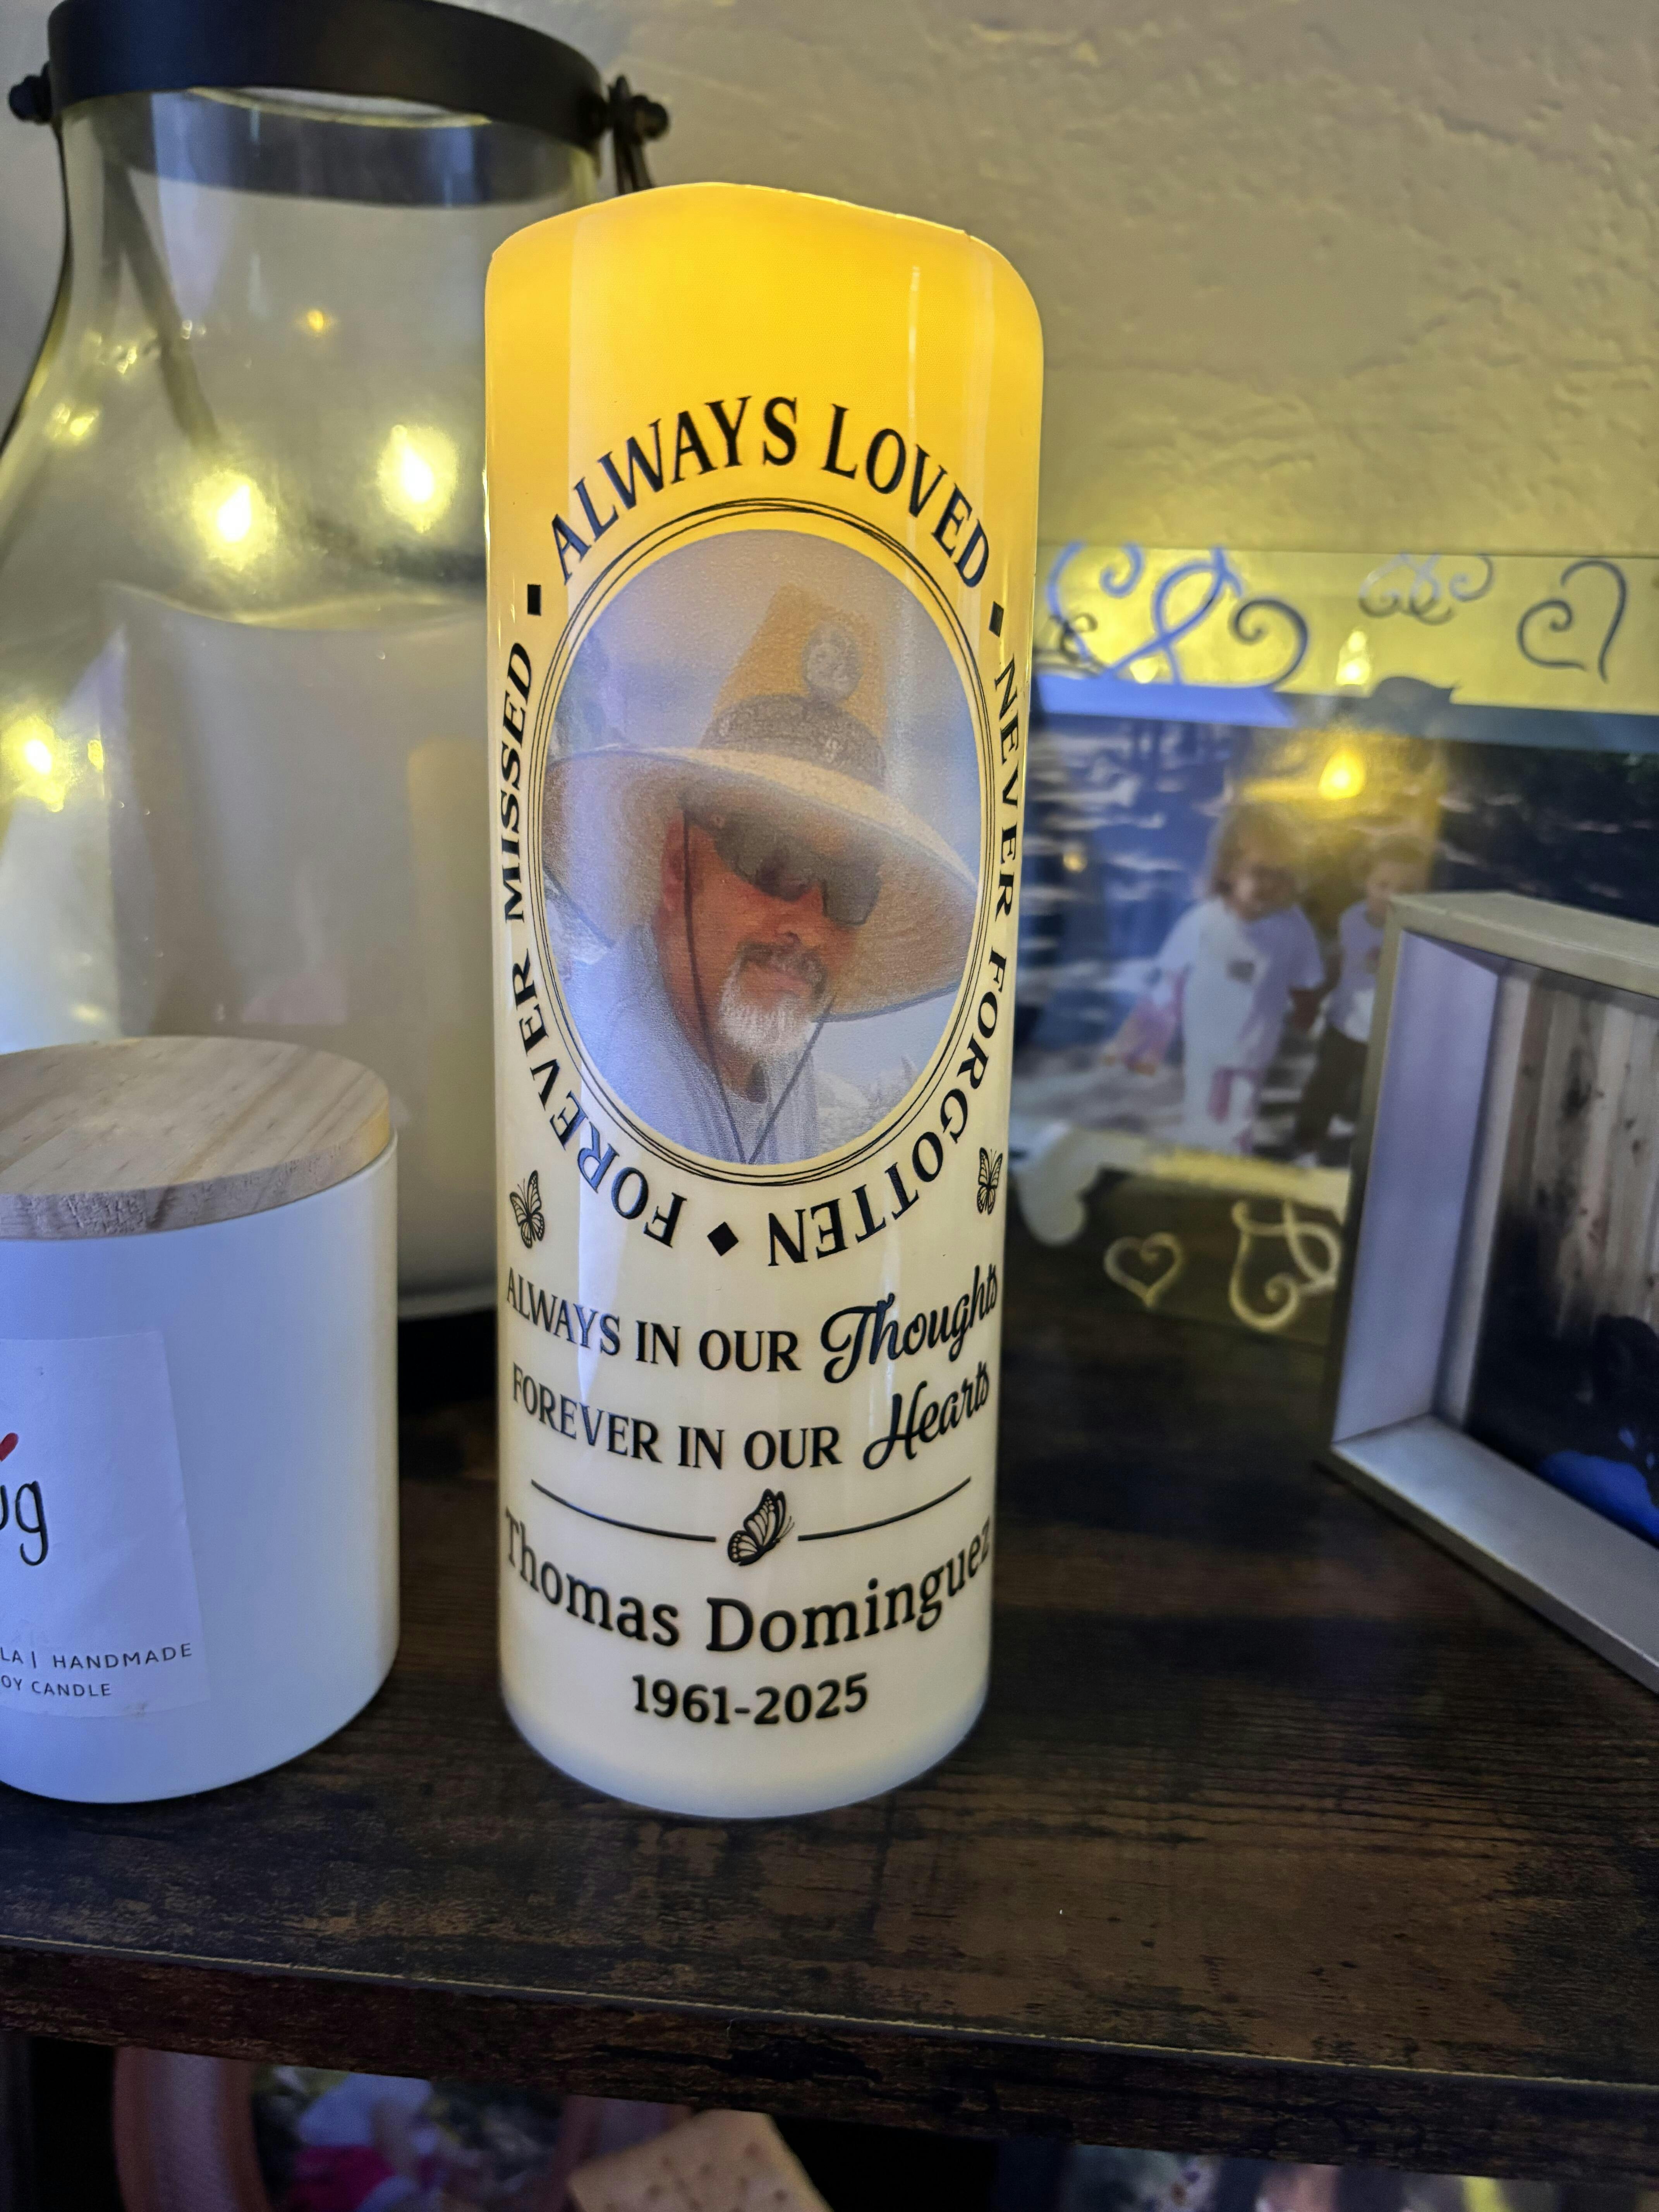 ALWAYS LOVED ◆ NEVER FORGOTTEN ◆ FOREVER MISSED ◆
ALWAYS IN OUR Thoughts
FOREVER IN OUR Hearts
Thomas Dominguez
1961-2025
HANDMADE
CANDLE